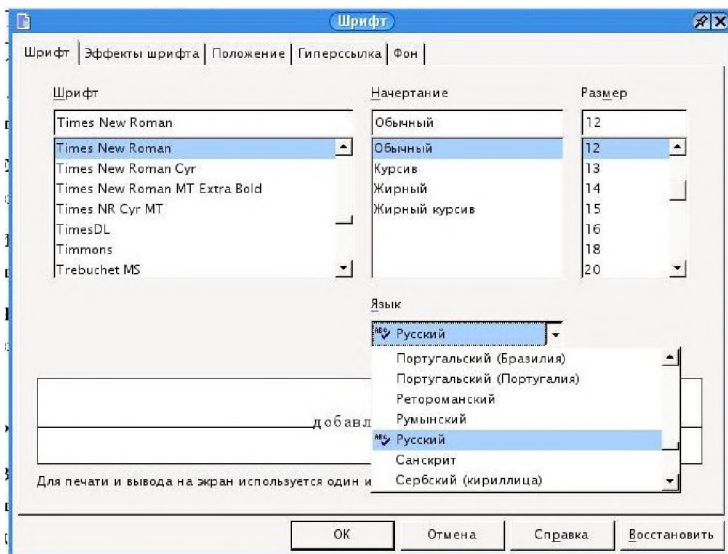 Шрифт
Шрифт Эффекты шрифта Положение Гиперссылка Фон
Шрифт Начертание Размер
Times New Roman Обычный 12
Times New Roman Обычный 12
Times New Roman Cyr Курсив 13
Times New Roman MT Extra Bold Жирный 14
Times NR Cyr MT Жирный курсив 15
TimesDL 16
Timmons 18
Trebuchet MS 20
Язык
ABC Русский
Португальский (Бразилия)
Португальский (Португалия)
Ретороманский
добавл Румынский
ABC Русский
Санскрит
Для печати и вывода на экран используется один и Сербский (кириллица)
OK Отмена Справка Восстановить